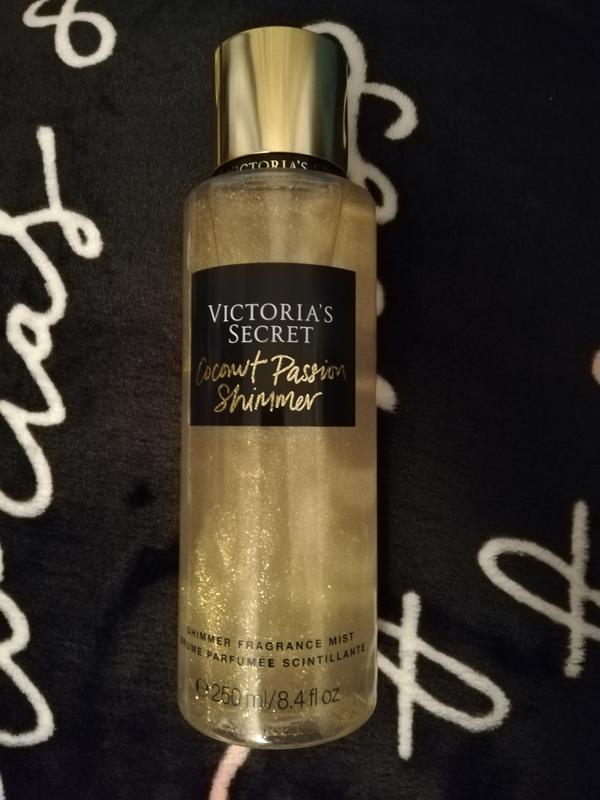 VICTORIA'S
VICTORIA'S
SECRET
Coconut Passion
Shimmer
SHIMMER FRAGRANCE MIST
BRUME PARFUMÉE SCINTILLANTE
℮ 250 ml/8.4 fl oz